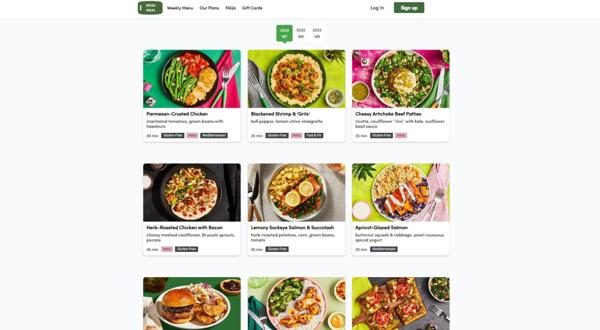 Weekly Menu Our Plans FAQs Gift Cards Log in Sign up
2023 2023 2023
W7 W8 W9
Parmesan-Crusted Chicken
marinated tomatoes, green beans with
hazelnuts
30 min Gluten-Free Keto Mediterranean
Blackened Shrimp & 'Grits'
bell pepper, lemon-chive vinaigrette
25 min Gluten-Free Keto Fast & Fit
Cheesy Artichoke Beef Patties
ricotta, cauliflower "rice" with kale, sunflower
basil sauce
25 min Gluten-Free Keto
Herb-Roasted Chicken with Bacon
cheesy mashed cauliflower, Brussels sprouts,
pecans
35 min Keto Gluten-Free
Lemony Sockeye Salmon & Succotash
herb-roasted potatoes, corn, green beans,
tomato
35 min Gluten-Free
Apricot-Glazed Salmon
butternut squash & cabbage, pearl couscous,
spiced yogurt
35 min Mediterranean